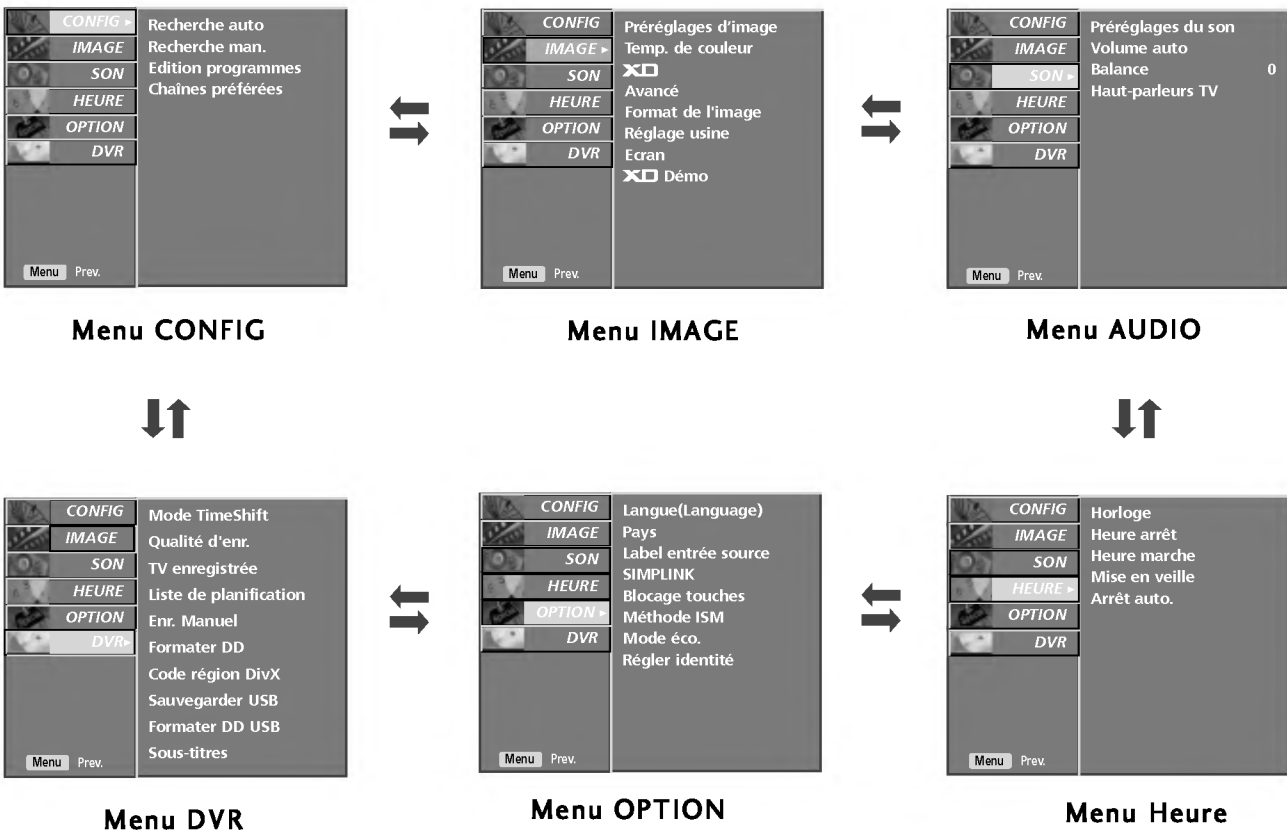 CONFIG
IMAGE
SON
HEURE
OPTION
DVR
Recherche auto
Recherche man.
Edition programmes
Chaînes préférées
Menu Prev.
Menu CONFIG
CONFIG
IMAGE
SON
HEURE
OPTION
DVR
Préréglages d'image
Temp. de couleur
XD
Avancé
Format de l'image
Réglage usine
Ecran
XD Démo
Menu Prev.
Menu IMAGE
CONFIG
IMAGE
SON
HEURE
OPTION
DVR
Préréglages du son
Volume auto
Balance 0
Haut-parleurs TV
Menu Prev.
Menu AUDIO
CONFIG
IMAGE
SON
HEURE
OPTION
DVR
Mode TimeShift
Qualité d'enr.
TV enregistrée
Liste de planification
Enr. Manuel
Formater DD
Code région DivX
Sauvegarder USB
Formater DD USB
Sous-titres
Menu Prev.
Menu DVR
CONFIG
IMAGE
SON
HEURE
OPTION
DVR
Langue(Language)
Pays
Label entrée source
SIMPLINK
Blocage touches
Méthode ISM
Mode éco.
Régler identité
Menu Prev.
Menu OPTION
CONFIG
IMAGE
SON
HEURE
OPTION
DVR
Horloge
Heure arrêt
Heure marche
Mise en veille
Arrêt auto.
Menu Prev.
Menu Heure